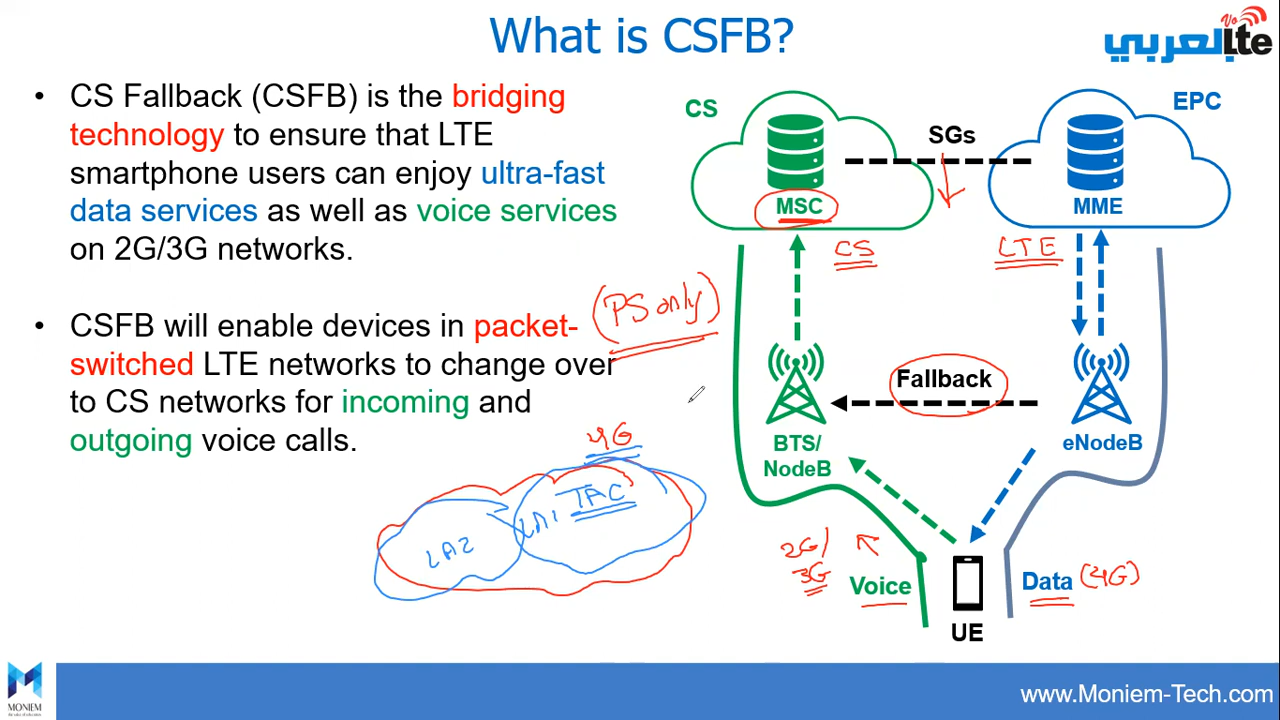 What is CSFB?
Vo
LTE بالعربي
• CS Fallback (CSFB) is the bridging
technology to ensure that LTE
smartphone users can enjoy ultra-fast
data services as well as voice services
on 2G/3G networks.
• CSFB will enable devices in packet-
switched LTE networks to change over
to CS networks for incoming and
outgoing voice calls.
(PS only)
4G
TAC
LA1
LA2
CS
SGs
EPC
MSC
MME
CS
LTE
Fallback
BTS/
NodeB
eNodeB
2G/
3G
Voice
Data (4G)
UE
MONIEM
www.Moniem-Tech.com